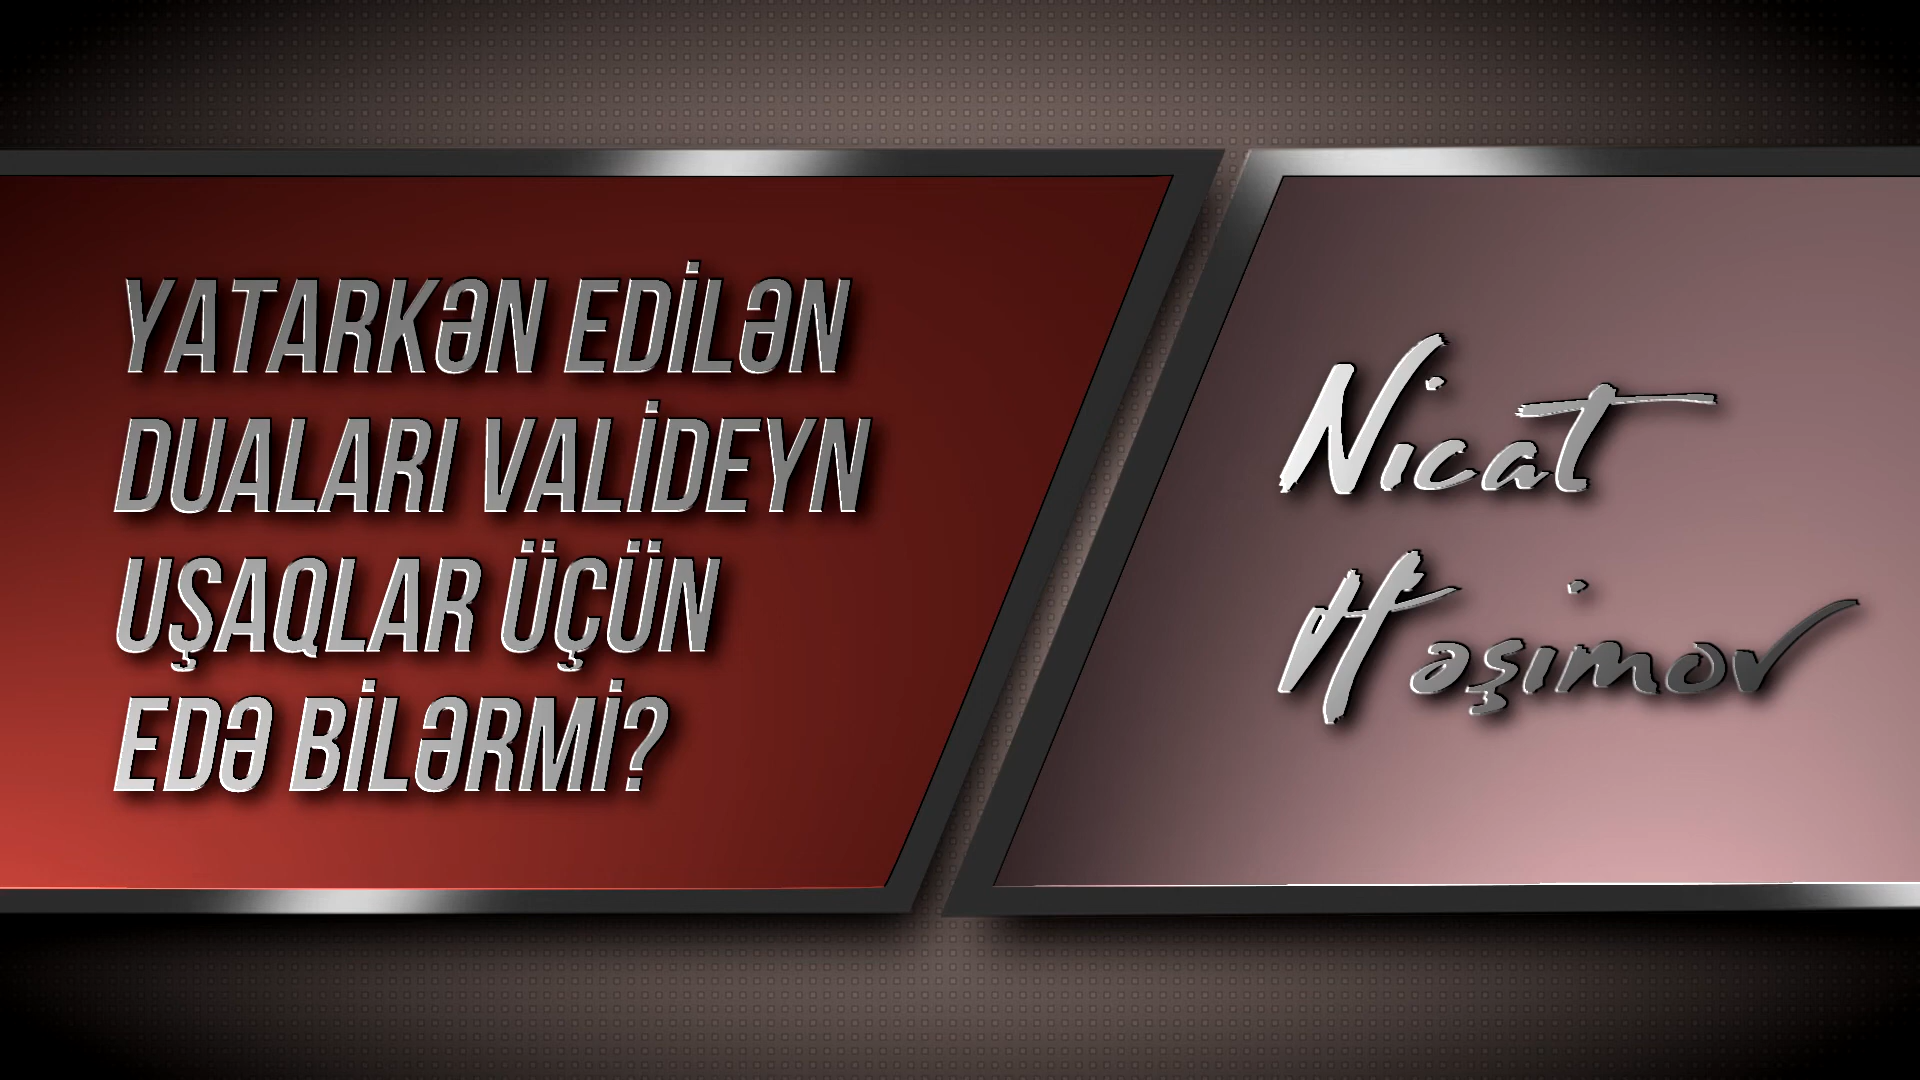 YATARKƏN EDİLƏN
DUALARI VALİDEYN
UŞAQLAR ÜÇÜN
EDƏ BİLƏRMİ?
Nicat
Həşimov